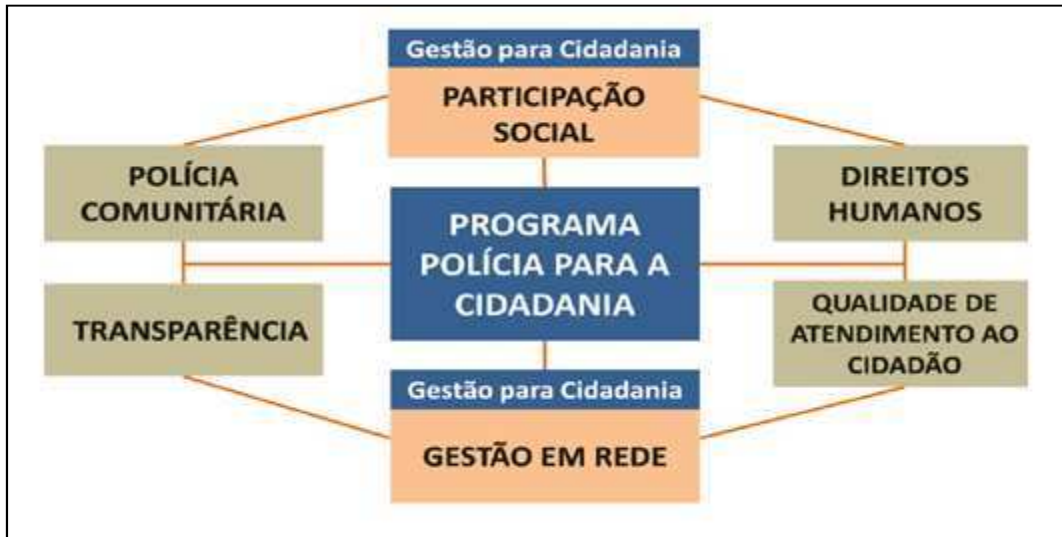 Gestão para Cidadania
PARTICIPAÇÃO
SOCIAL
POLÍCIA
COMUNITÁRIA
DIREITOS
HUMANOS
PROGRAMA
POLÍCIA PARA A
CIDADANIA
TRANSPARÊNCIA
QUALIDADE DE
ATENDIMENTO AO
CIDADÃO
Gestão para Cidadania
GESTÃO EM REDE